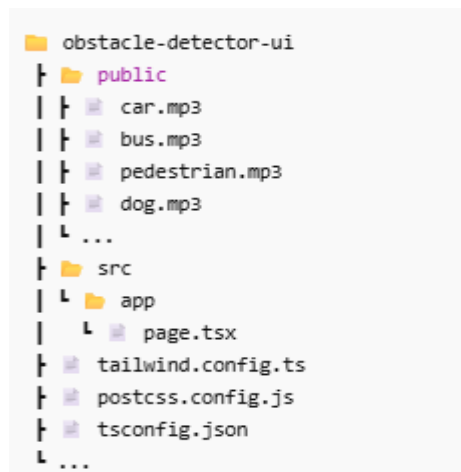 obstacle-detector-ui
public
car.mp3
bus.mp3
pedestrian.mp3
dog.mp3
...
src
app
page.tsx
tailwind.config.ts
postcss.config.js
tsconfig.json
...